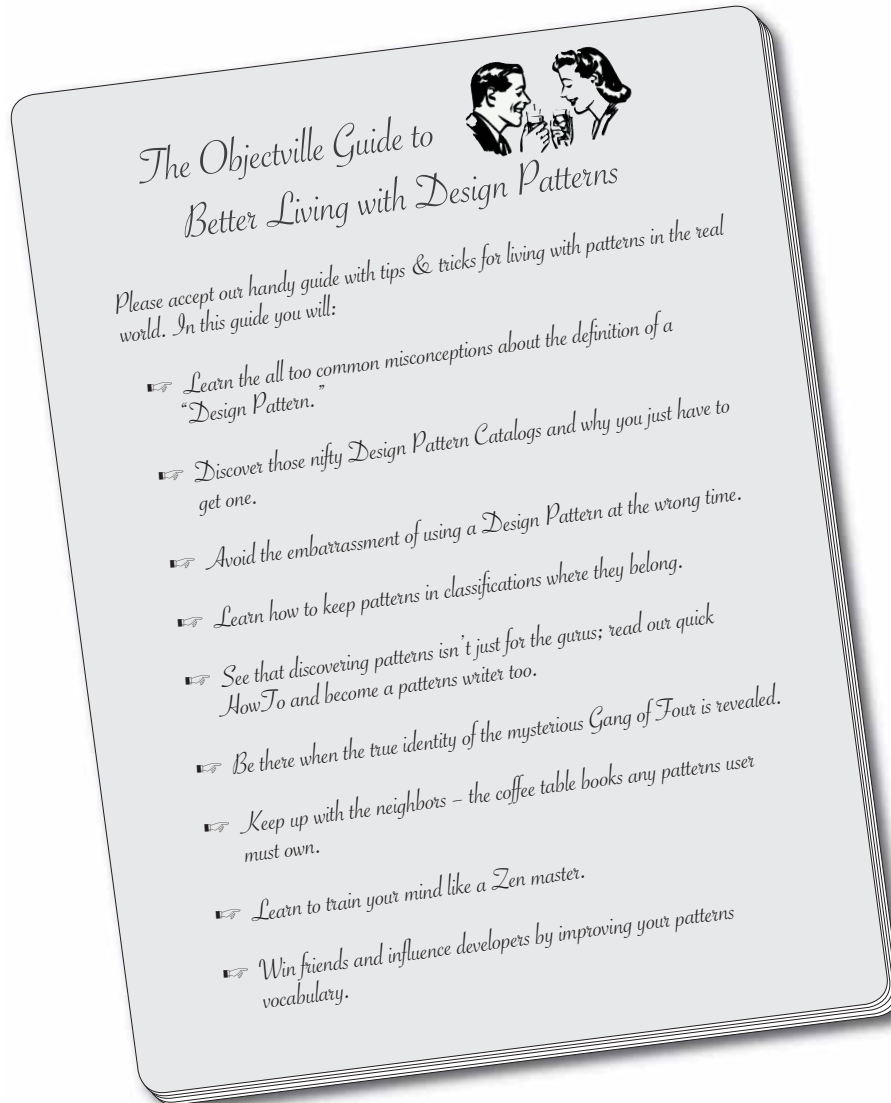 The Objectville Guide to
Better Living with Design Patterns
Please accept our handy guide with tips & tricks for living with patterns in the real
world. In this guide you will:
☞ Learn the all too common misconceptions about the definition of a
“Design Pattern.”
☞ Discover those nifty Design Pattern Catalogs and why you just have to
get one.
☞ Avoid the embarrassment of using a Design Pattern at the wrong time.
☞ Learn how to keep patterns in classifications where they belong.
☞ See that discovering patterns isn’t just for the gurus; read our quick
HowTo and become a patterns writer too.
☞ Be there when the true identity of the mysterious Gang of Four is revealed.
☞ Keep up with the neighbors – the coffee table books any patterns user
must own.
☞ Learn to train your mind like a Zen master.
☞ Win friends and influence developers by improving your patterns
vocabulary.